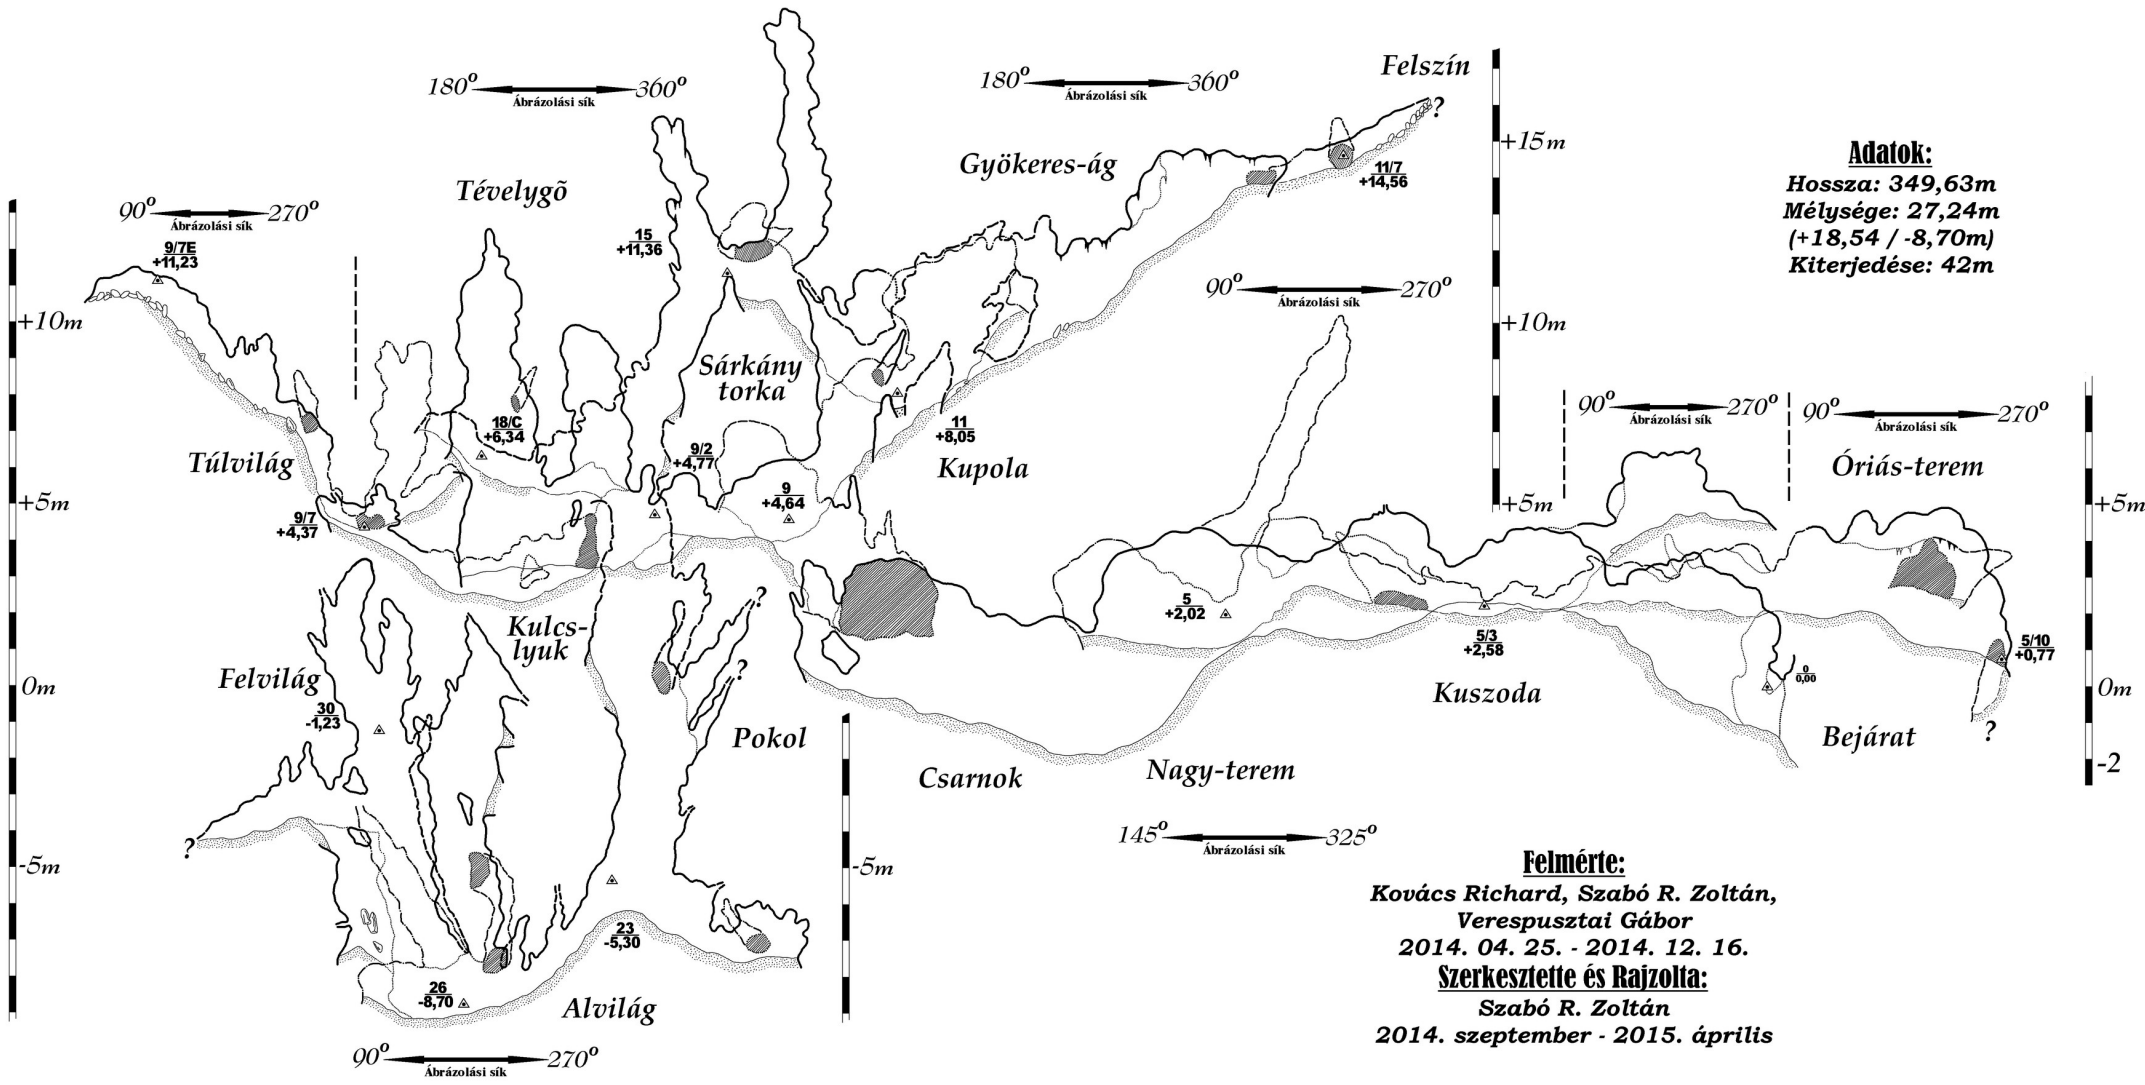 Felszín
180° 360°
Ábrázolási sík
180° 360°
Ábrázolási sík
+15m
Gyökeres-ág
11/7
+14,56
Tévelygõ
90° 270°
Ábrázolási sík
9/7E
+11,23
15
+11,36
Adatok:
Hossza: 349,63m
Mélysége: 27,24m
(+18,54 / -8,70m)
Kiterjedése: 42m
90° 270°
Ábrázolási sík
+10m
+10m
Sárkány
torka
90° 270°
Ábrázolási sík
90° 270°
Ábrázolási sík
18/C
+6,34
11
+8,05
Túlvilág
9/2
+4,77
Kupola
Óriás-terem
9
+4,64
+5m
+5m
+5m
9/7
+4,37
?
?
5
+2,02
Kulcs-
lyuk
5/3
+2,58
5/10
+0,77
?
Felvilág
0m
0
0,00
0m
Kuszoda
30
-1,23
Pokol
Bejárat
?
Csarnok
Nagy-terem
-2
?
145° 325°
Ábrázolási sík
-5m
-5m
23
-5,30
26
-8,70
Alvilág
90° 270°
Ábrázolási sík
?
Felmérte:
Kovács Richard, Szabó R. Zoltán,
Verespusztai Gábor
2014. 04. 25. - 2014. 12. 16.
Szerkesztette és Rajzolta:
Szabó R. Zoltán
2014. szeptember - 2015. április